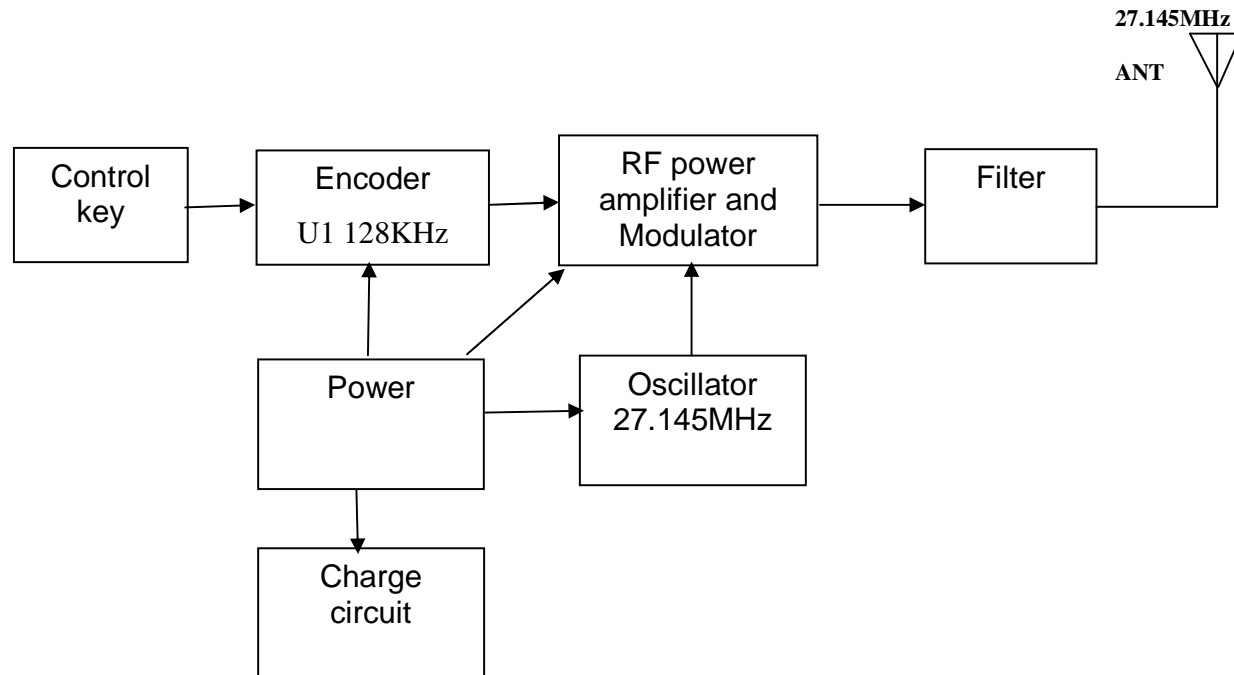 27.145MHz
ANT
Control
key
Encoder
U1 128KHz
RF power
amplifier and
Modulator
Filter
Power
Oscillator
27.145MHz
Charge
circuit